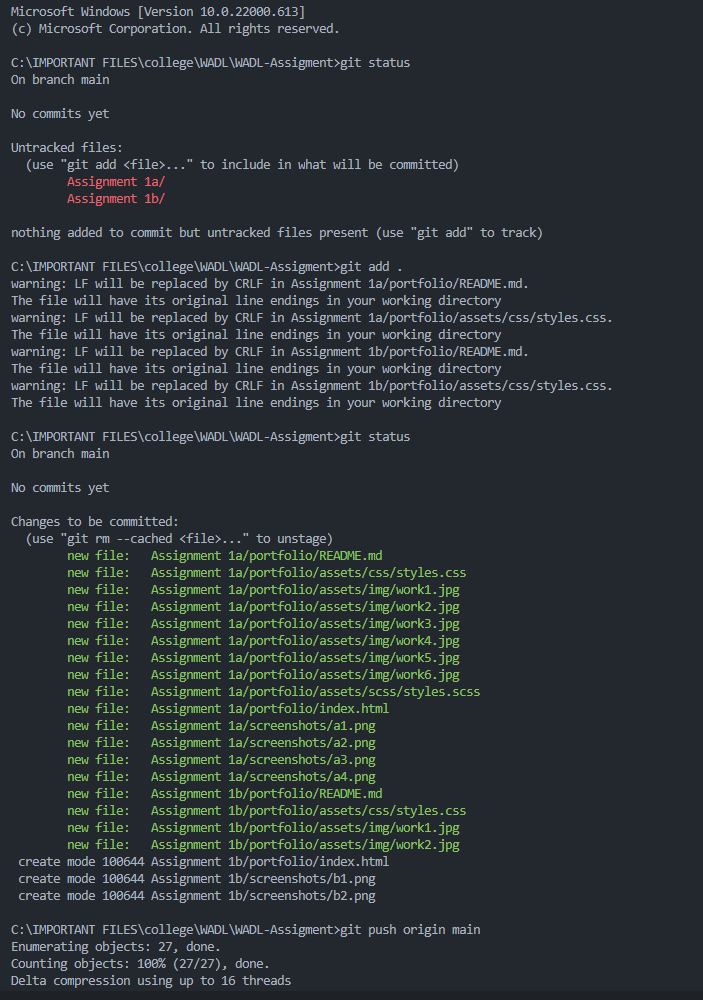 Microsoft Windows [Version 10.0.22000.613]
(c) Microsoft Corporation. All rights reserved.
C:\IMPORTANT FILES\college\WADL\WADL-Assigment>git status
On branch main
No commits yet
Untracked files:
(use "git add <file>..." to include in what will be committed)
Assignment 1a/
Assignment 1b/
nothing added to commit but untracked files present (use "git add" to track)
C:\IMPORTANT FILES\college\WADL\WADL-Assigment>git add .
warning: LF will be replaced by CRLF in Assignment 1a/portfolio/README.md.
The file will have its original line endings in your working directory
warning: LF will be replaced by CRLF in Assignment 1a/portfolio/assets/css/styles.css.
The file will have its original line endings in your working directory
warning: LF will be replaced by CRLF in Assignment 1b/portfolio/README.md.
The file will have its original line endings in your working directory
warning: LF will be replaced by CRLF in Assignment 1b/portfolio/assets/css/styles.css.
The file will have its original line endings in your working directory
C:\IMPORTANT FILES\college\WADL\WADL-Assigment>git status
On branch main
No commits yet
Changes to be committed:
(use "git rm --cached <file>..." to unstage)
new file:   Assignment 1a/portfolio/README.md
new file:   Assignment 1a/portfolio/assets/css/styles.css
new file:   Assignment 1a/portfolio/assets/img/work1.jpg
new file:   Assignment 1a/portfolio/assets/img/work2.jpg
new file:   Assignment 1a/portfolio/assets/img/work3.jpg
new file:   Assignment 1a/portfolio/assets/img/work4.jpg
new file:   Assignment 1a/portfolio/assets/img/work5.jpg
new file:   Assignment 1a/portfolio/assets/img/work6.jpg
new file:   Assignment 1a/portfolio/assets/scss/styles.scss
new file:   Assignment 1a/portfolio/index.html
new file:   Assignment 1a/screenshots/a1.png
new file:   Assignment 1a/screenshots/a2.png
new file:   Assignment 1a/screenshots/a3.png
new file:   Assignment 1a/screenshots/a4.png
new file:   Assignment 1b/portfolio/README.md
new file:   Assignment 1b/portfolio/assets/css/styles.css
new file:   Assignment 1b/portfolio/assets/img/work1.jpg
new file:   Assignment 1b/portfolio/assets/img/work2.jpg
create mode 100644 Assignment 1b/portfolio/index.html
create mode 100644 Assignment 1b/screenshots/b1.png
create mode 100644 Assignment 1b/screenshots/b2.png
C:\IMPORTANT FILES\college\WADL\WADL-Assigment>git push origin main
Enumerating objects: 27, done.
Counting objects: 100% (27/27), done.
Delta compression using up to 16 threads